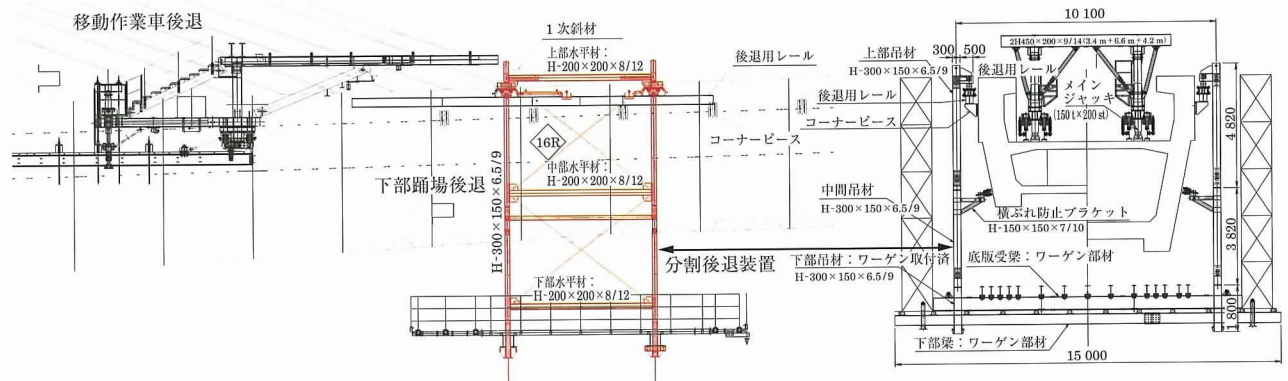 移動作業車後退
1次斜材
上部水平材：
H-200×200×8/12
後退用レール
コーナーピース
16R
中部水平材：
H-200×200×8/12
下部踊場後退
H-300×150×6.5/9
下部水平材：
H-200×200×8/12
分割後退装置
10 100
2H450×200×9/14(3.4 m+6.6 m+4.2 m)
300 500
上部吊材
H-300×150×6.5/9
後退用レール
後退用レール
コーナーピース
メイン
ジャッキ
(150 t×200 st)
4 820
中間吊材
H-300×150×6.5/9
横ぶれ防止ブラケット
H-150×150×7/10
3 820
下部吊材：ワーゲン取付済
H-300×150×6.5/9
底版受梁：ワーゲン部材
1 800
下部梁：ワーゲン部材
15 000